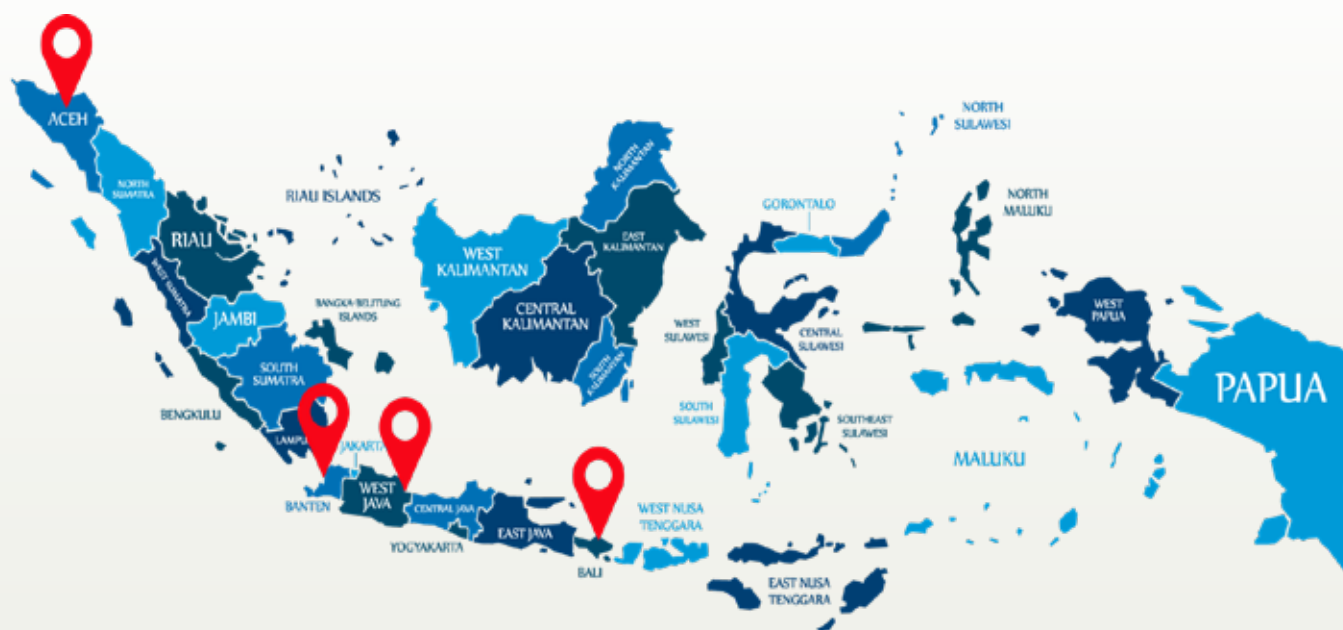 ACEH
NORTH
SUMATRA
RIAU
RIAU ISLANDS
WEST SUMATRA
JAMBI
BANGKA-BELITUNG
ISLANDS
SOUTH
SUMATRA
BENGKULU
LAMPU
JAKARTA
BANTEN
WEST
JAVA
CENTRAL JAVA
YOGYAKARTA
EAST JAVA
BALI
WEST NUSA
TENGGARA
EAST NUSA
TENGGARA
WEST
KALIMANTAN
CENTRAL
KALIMANTAN
NORTH
KALIMANTAN
EAST
KALIMANTAN
SOUTH
KALIMANTAN
GORONTALO
NORTH
SULAWESI
WEST
SULAWESI
CENTRAL
SULAWESI
SOUTH
SULAWESI
SOUTHEAST
SULAWESI
NORTH
MALUKU
MALUKU
WEST
PAPUA
PAPUA